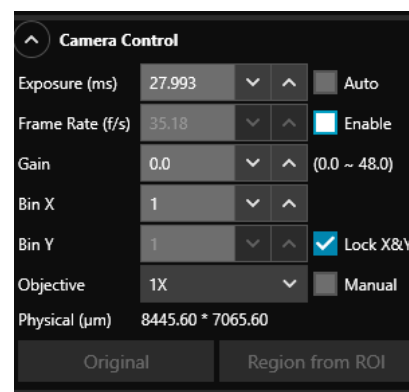 Camera Control
Exposure (ms) 27.993 Auto
Frame Rate (f/s) 35.18 Enable
Gain 0.0 (0.0 ~ 48.0)
Bin X 1
Bin Y 1 Lock X&Y
Objective 1X Manual
Physical (μm) 8445.60 * 7065.60
Original Region from ROI